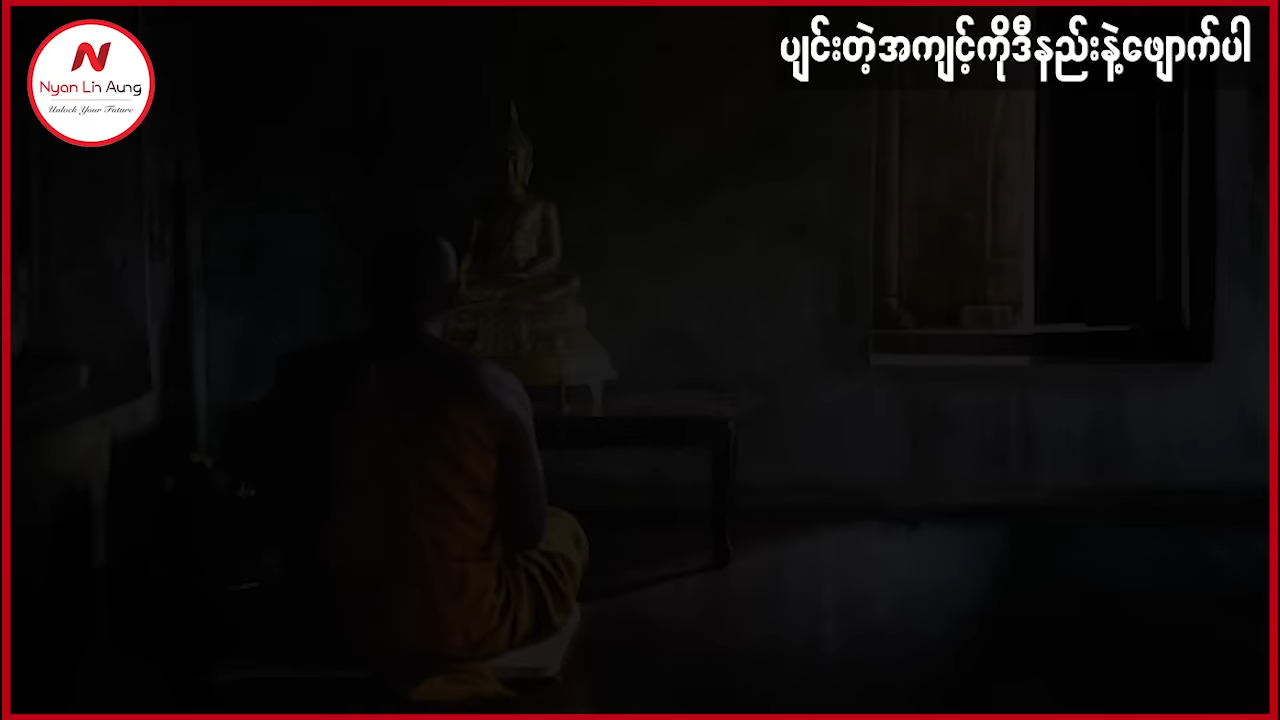 ပျင်းတဲ့အကျင့်ကိုဒီနည်းနဲ့ဖျောက်ပါ
N
Nyan Lin Aung
Unlock Your Future